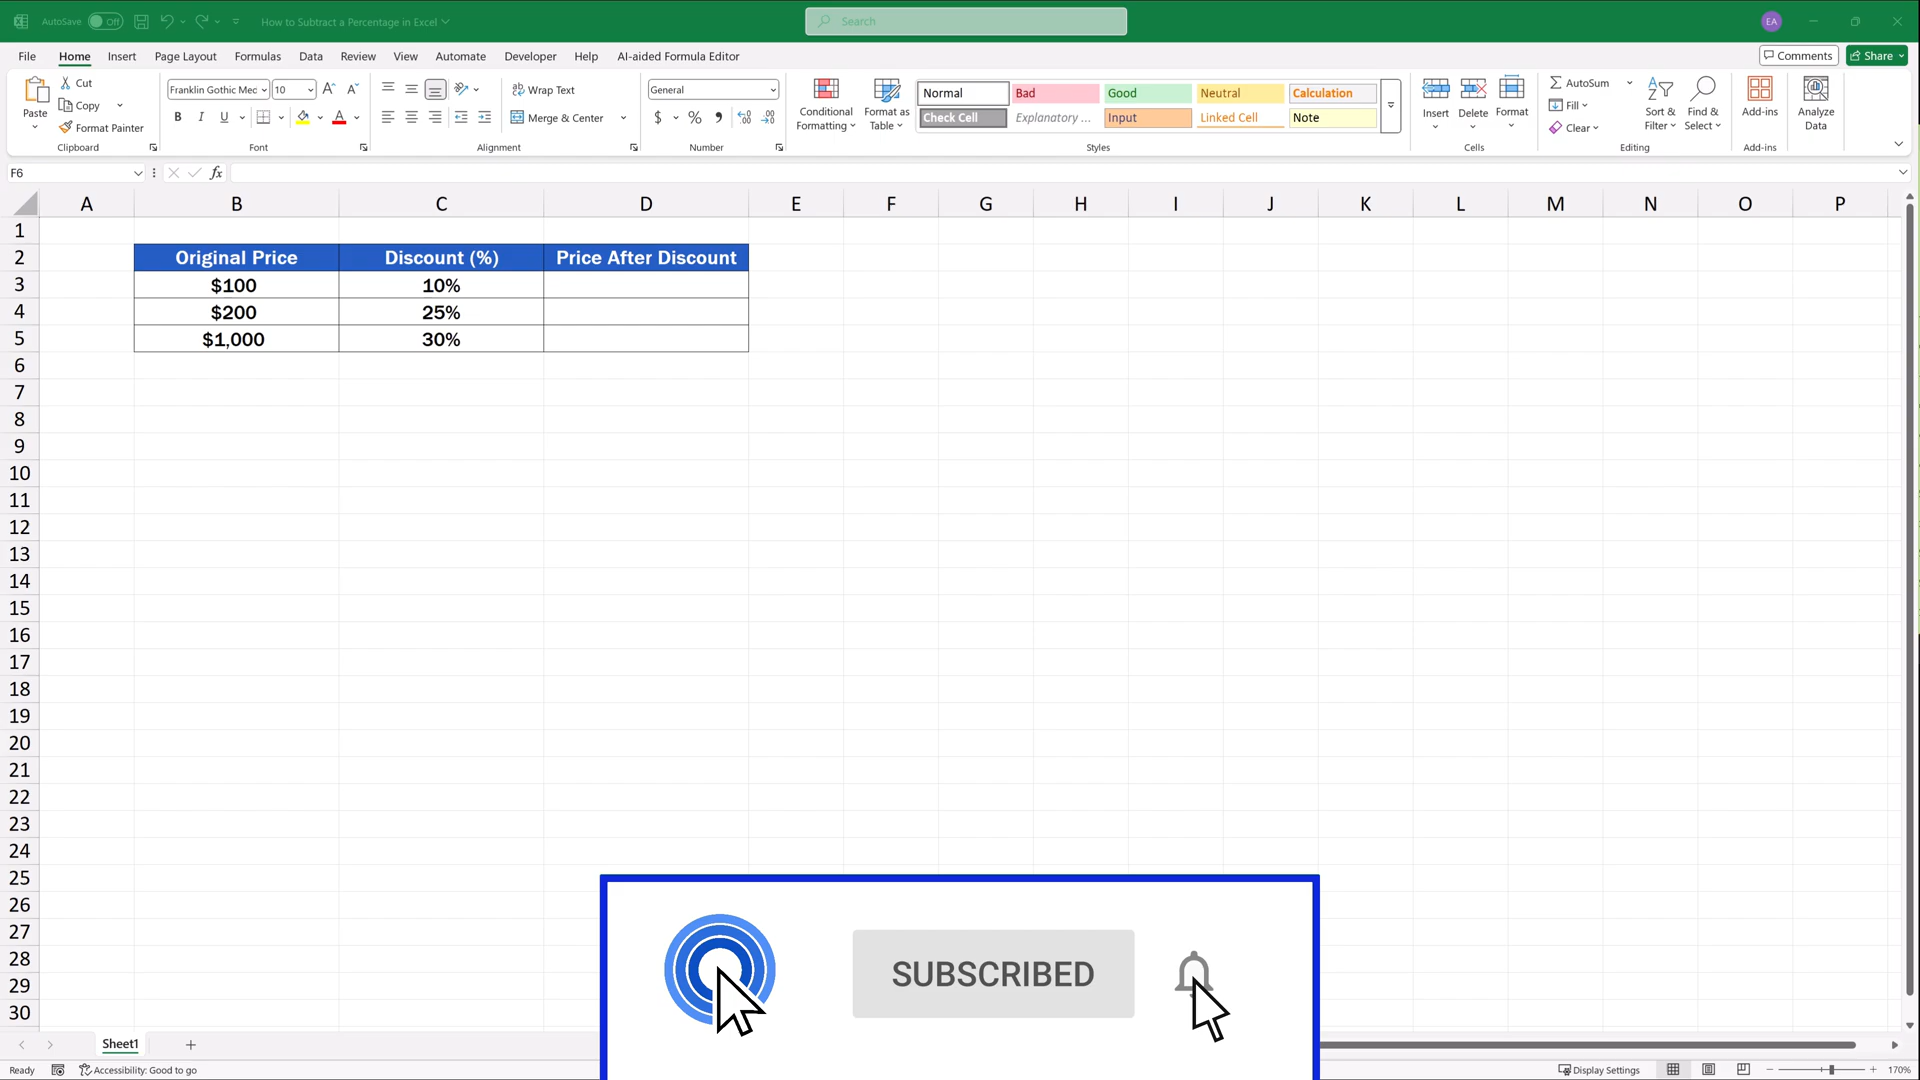 AutoSave Off How to Subtract a Percentage in Excel Search EA
File Home Insert Page Layout Formulas Data Review View Automate Developer Help AI-aided Formula Editor Comments Share
Paste
Cut
Copy
Format Painter
Clipboard
Franklin Gothic Mec 10
B I U
Font
Wrap Text
Merge & Center
Alignment
General
$ %
Number
Conditional
Formatting
Format as
Table
Normal Bad Good Neutral Calculation
Check Cell Explanatory ... Input Linked Cell Note
Styles
Insert Delete Format
Cells
AutoSum
Fill
Clear
Sort &
Filter
Find &
Select
Editing
Add-ins
Add-ins
Analyze
Data
F6 fx
A B C D E F G H I J K L M N O P
1
2 Original Price Discount (%) Price After Discount
3 $100 10%
4 $200 25%
5 $1,000 30%
6
7
8
9
10
11
12
13
14
15
16
17
18
19
20
21
22
23
24
25
26
27
28
29
30
SUBSCRIBED
Sheet1
Ready Accessibility: Good to go Display Settings 170%